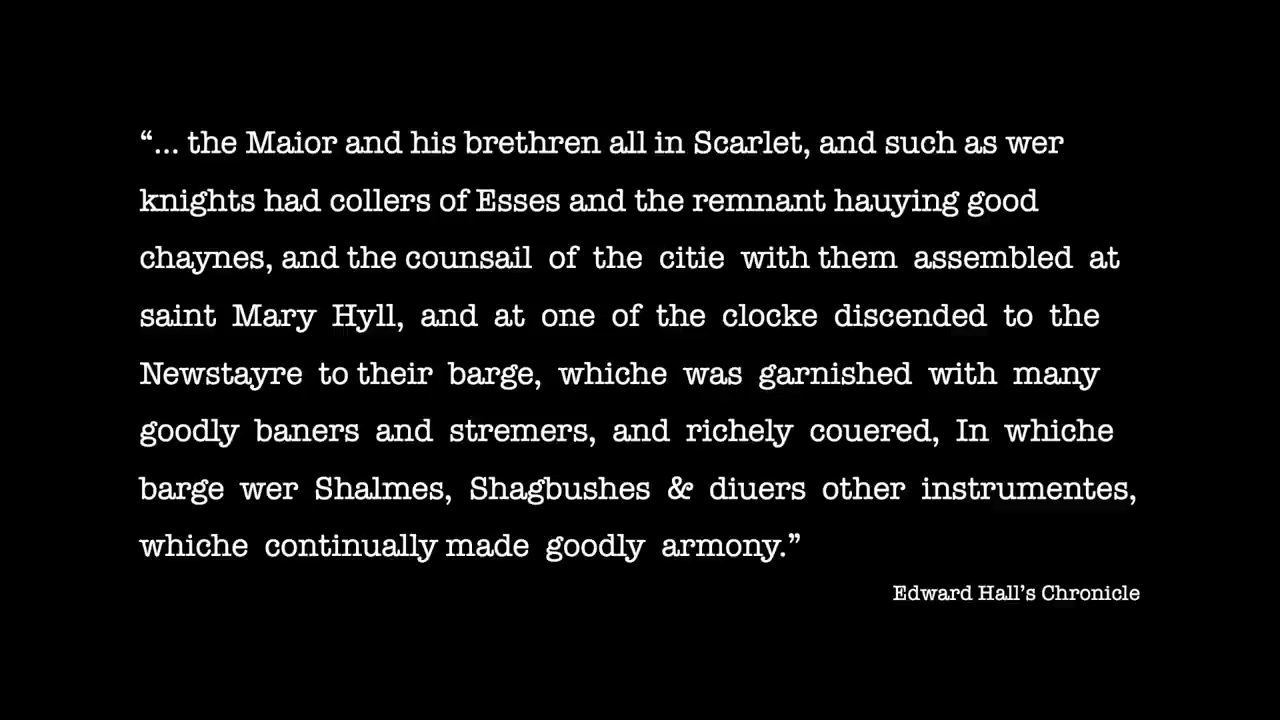 “... the Maior and his brethren all in Scarlet, and such as wer
knights had collers of Esses and the remnant hauying good
chaynes, and the counsail of the citie with them assembled at
saint Mary Hyll, and at one of the clocke discended to the
Newstayre to their barge, whiche was garnished with many
goodly baners and stremers, and richely couered, In whiche
barge wer Shalmes, Shagbushes & diuers other instrumentes,
whiche continually made goodly armony.”
Edward Hall’s Chronicle